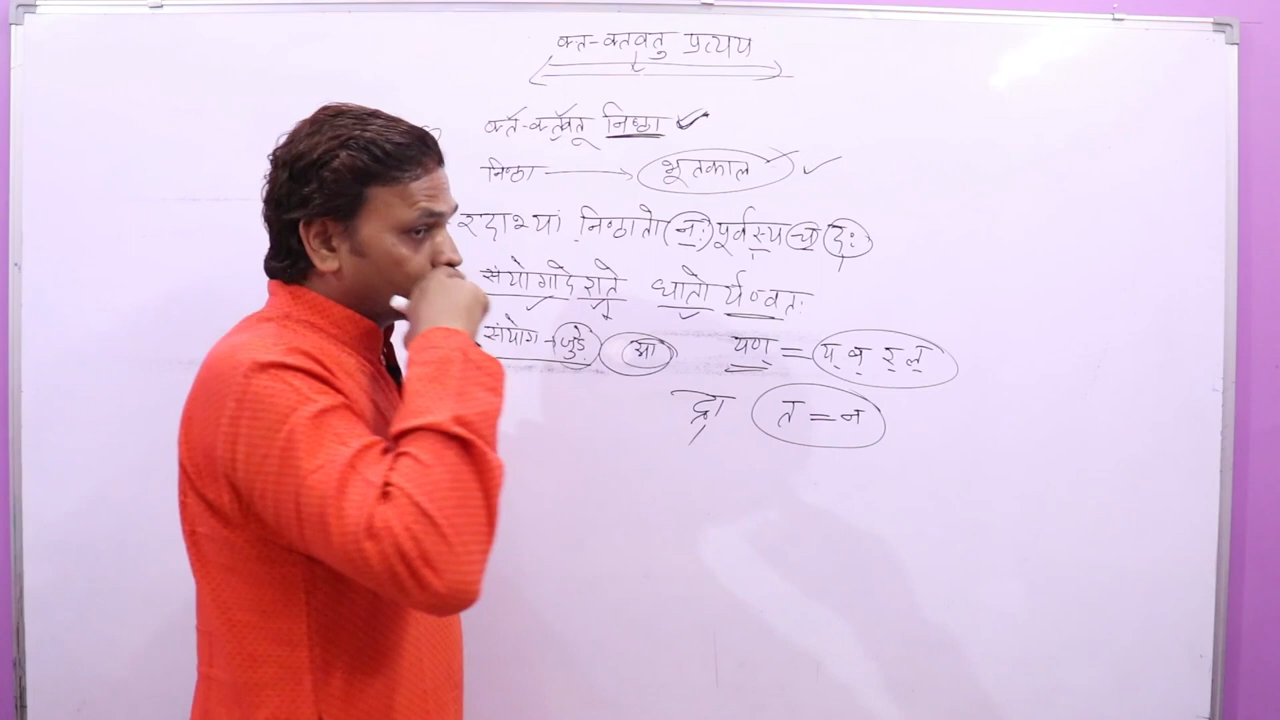 क्त-क्तवतु प्रत्यय
क्त-क्तवतू निष्ठा
निष्ठा → भूतकाल
रदाभ्यां निष्ठातो नः पूर्वस्य च दः
संयोगादेरातो धातोर्यण्वतः
संयोग → जुड़े आ यण् = य् व् र् ल्
द्रा त = न